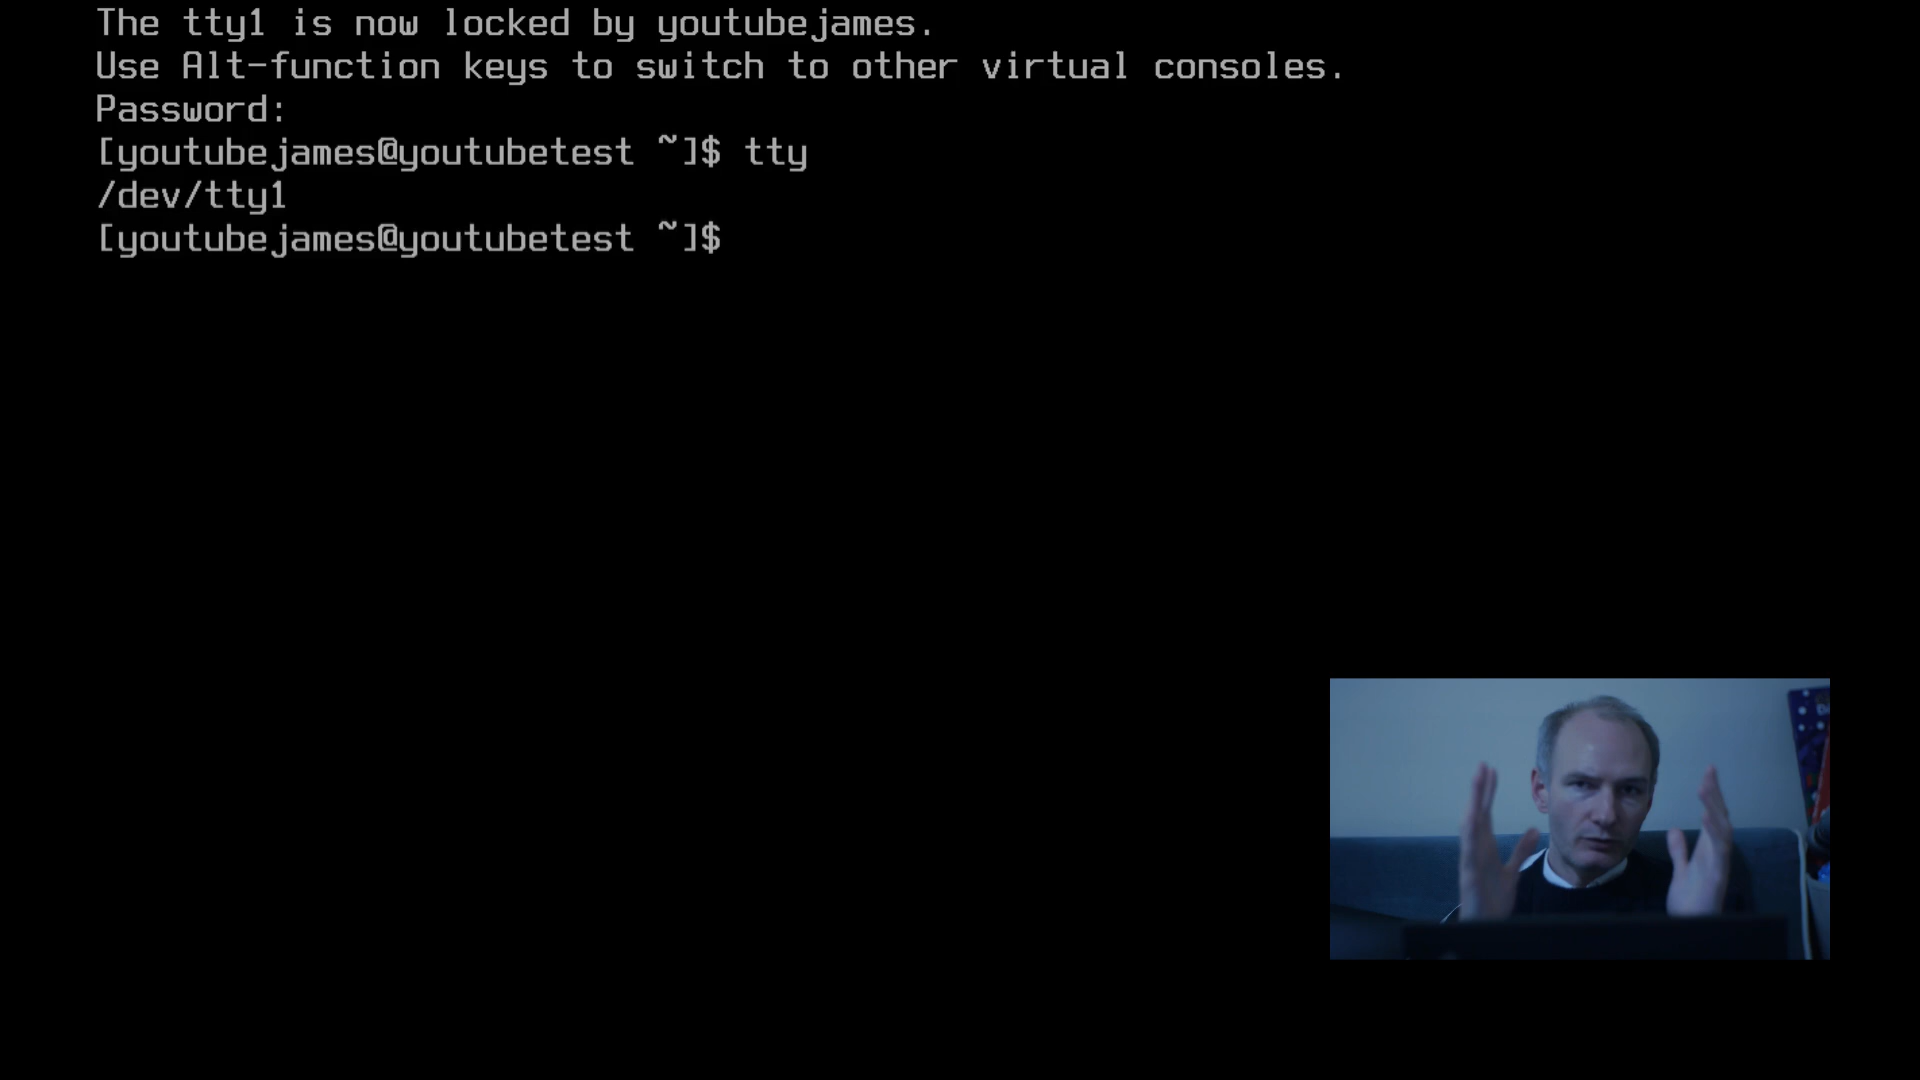 The tty1 is now locked by youtubejames.
Use Alt-function keys to switch to other virtual consoles.
Password:
[youtubejames@youtubetest ~]$ tty
/dev/tty1
[youtubejames@youtubetest ~]$